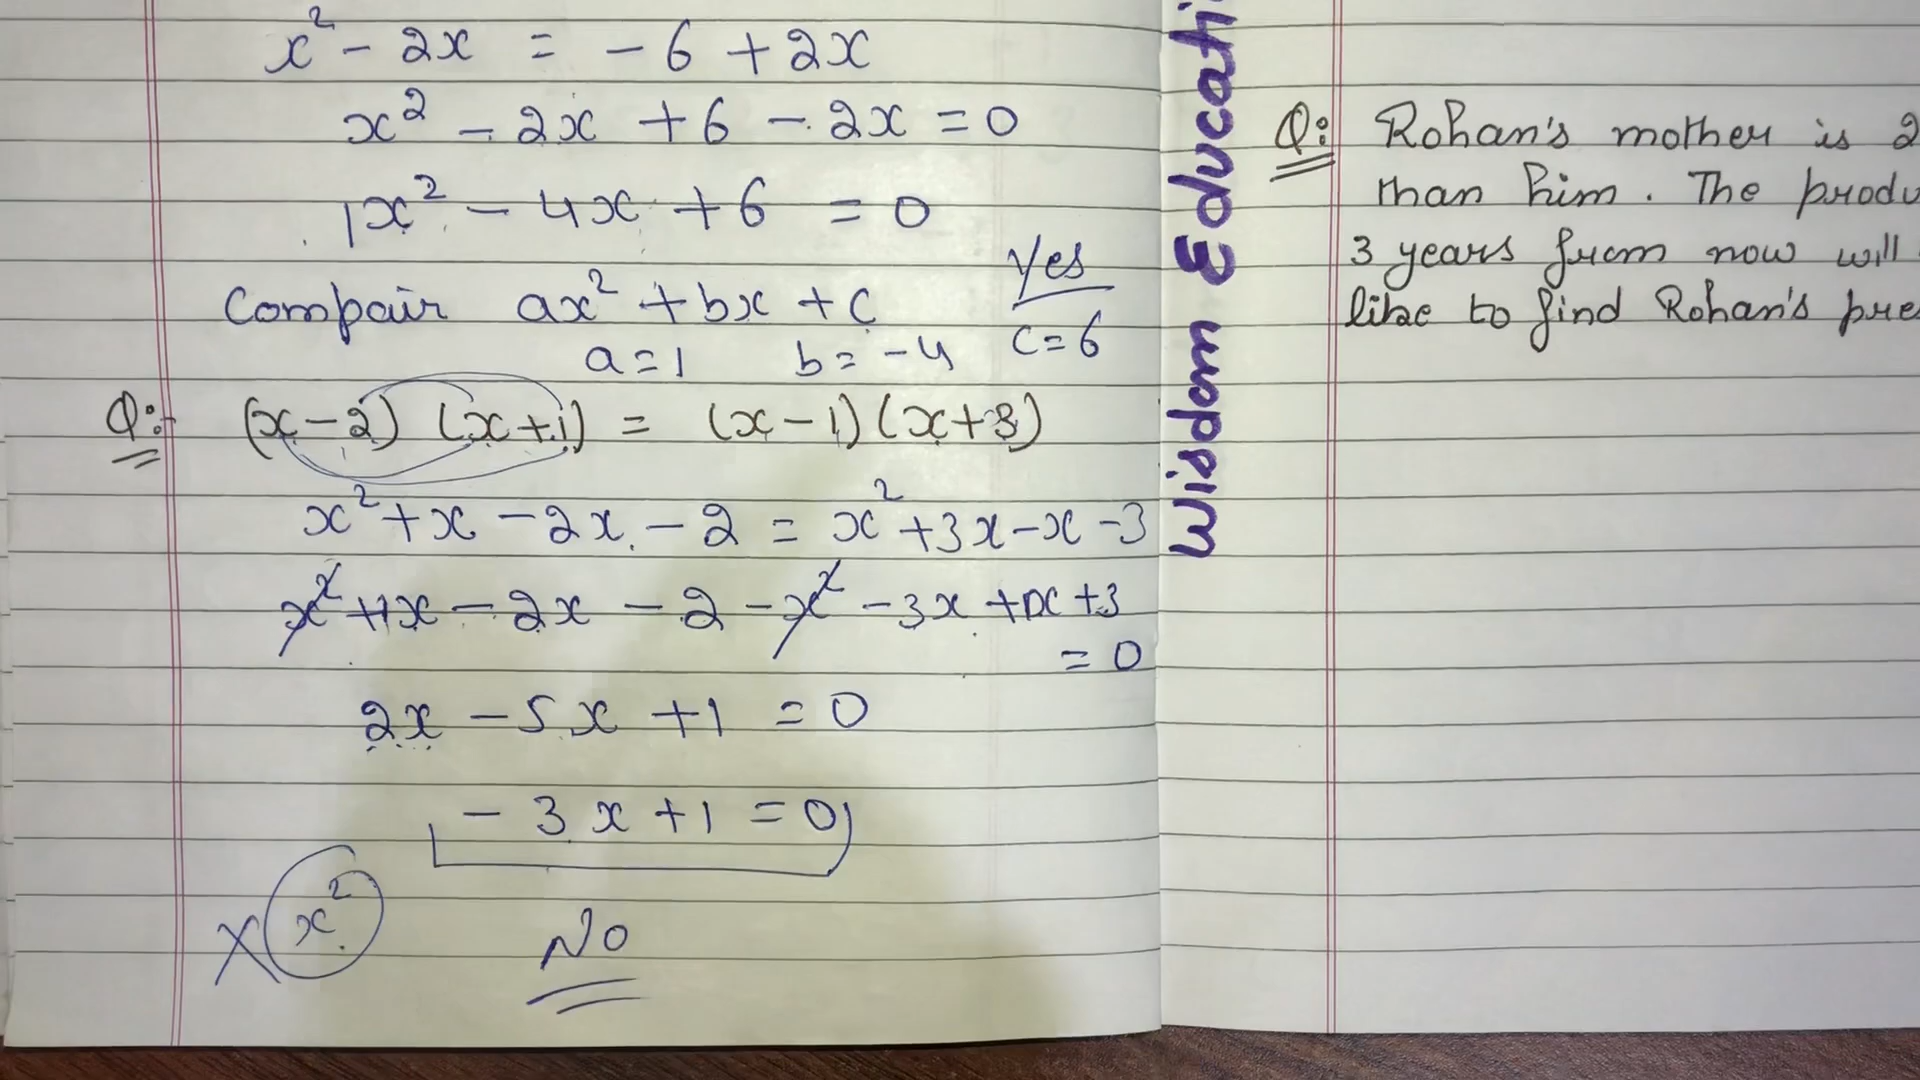 x² - 2x = - 6 + 2x
x² - 2x + 6 - 2x = 0
1x² - 4x + 6 = 0
Yes
Compair ax² + bx + c
a = 1 b = -4 c = 6
Q:- (x-2) (x+1) = (x-1) (x+3)
x² + x - 2x - 2 = x² + 3x - x - 3
x² + 1x - 2x - 2 - x² - 3x + 1x + 3
= 0
2x - 5x + 1 = 0
- 3x + 1 = 0
x²
No
Wisdom Educati
Q: Rohan's mother is 2
than him. The produ
3 years from now will
like to find Rohan's pre